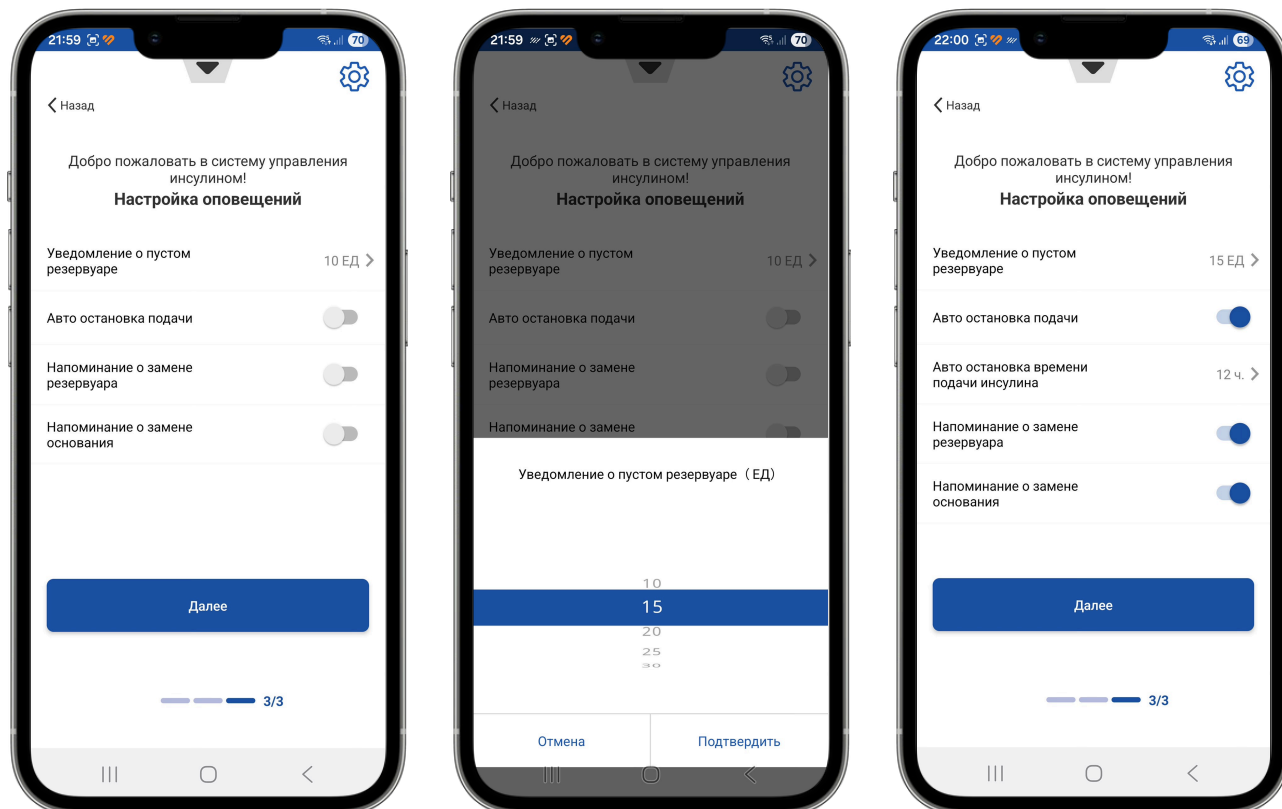 21:59
70
Назад
Добро пожаловать в систему управления
инсулином!
Настройка оповещений
Уведомление о пустом
резервуаре
10 ЕД
Авто остановка подачи
Напоминание о замене
резервуара
Напоминание о замене
основания
Далее
3/3
21:59
70
Назад
Добро пожаловать в систему управления
инсулином!
Настройка оповещений
Уведомление о пустом
резервуаре
10 ЕД
Авто остановка подачи
Напоминание о замене
резервуара
Напоминание о замене
Уведомление о пустом резервуаре ( ЕД)
10
15
20
25
30
Отмена
Подтвердить
22:00
69
Назад
Добро пожаловать в систему управления
инсулином!
Настройка оповещений
Уведомление о пустом
резервуаре
15 ЕД
Авто остановка подачи
Авто остановка времени
подачи инсулина
12 ч.
Напоминание о замене
резервуара
Напоминание о замене
основания
Далее
3/3